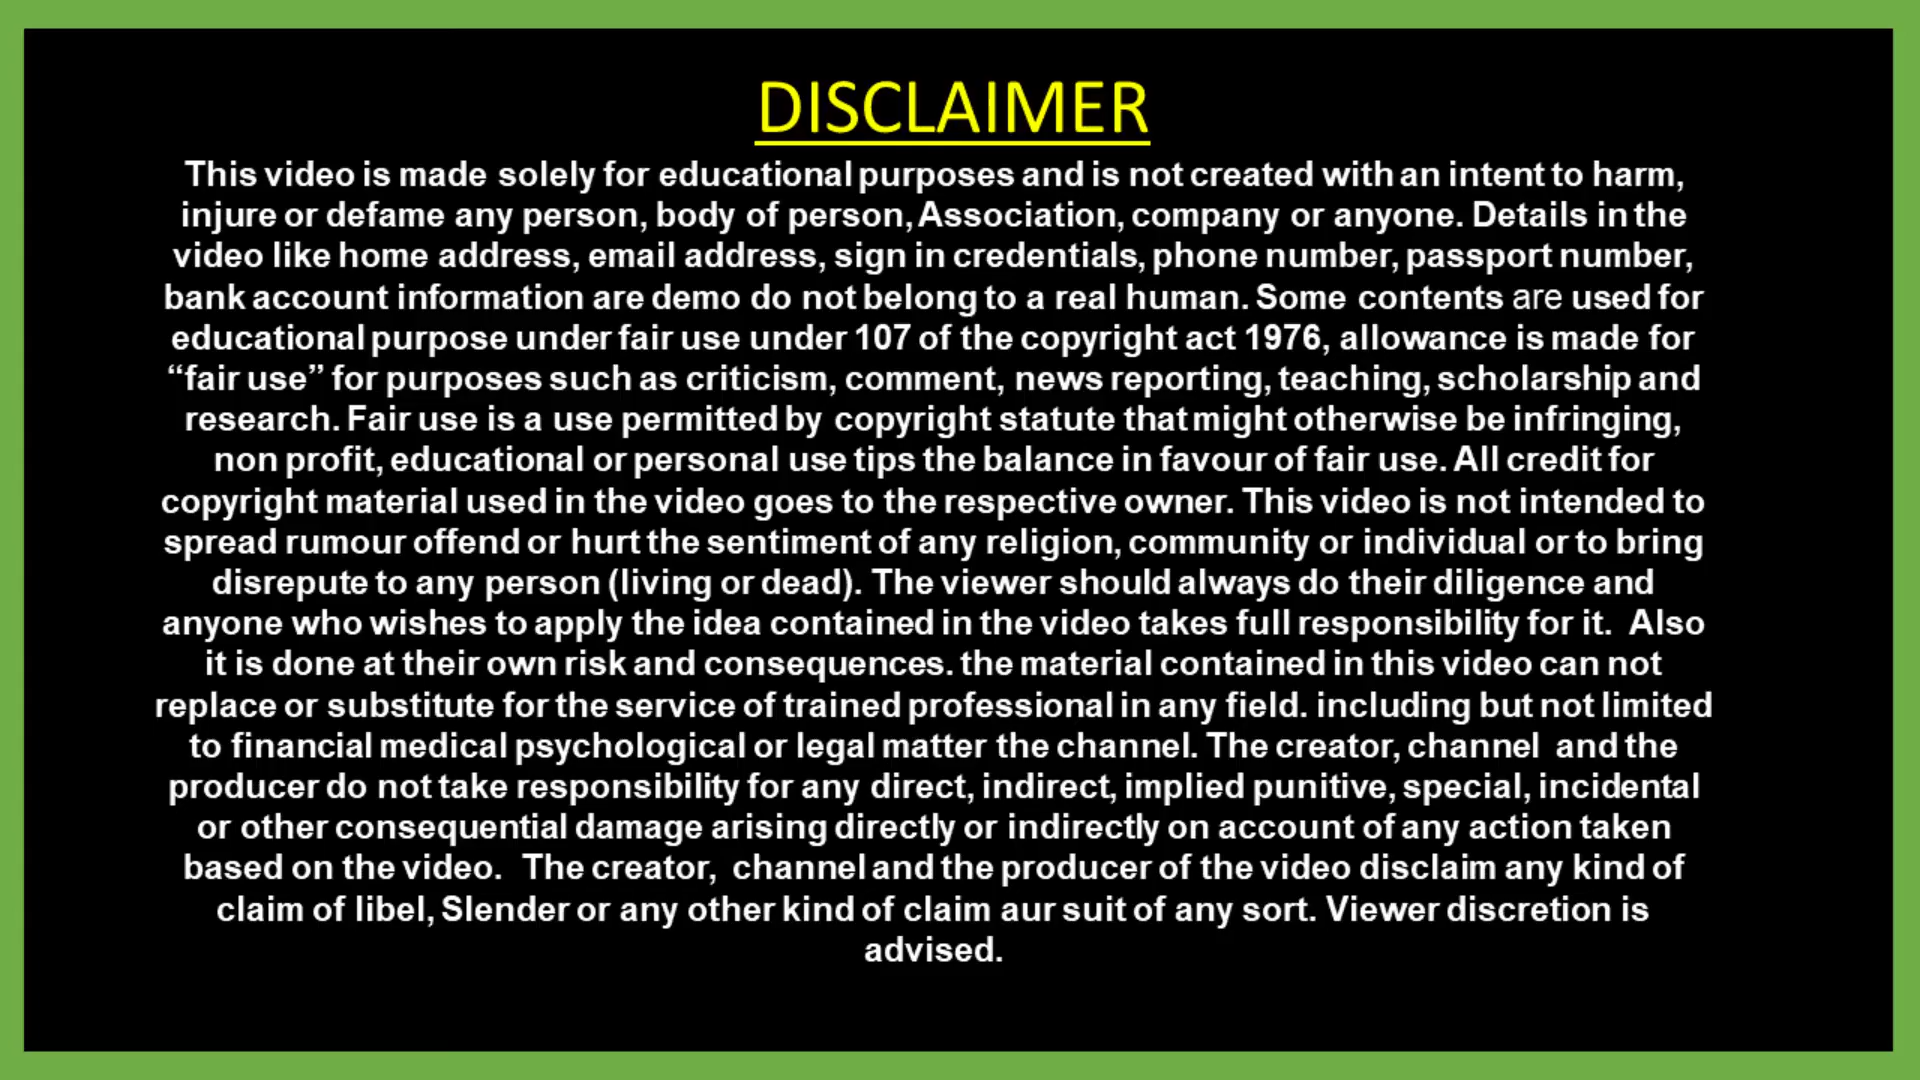 DISCLAIMER
This video is made solely for educational purposes and is not created with an intent to harm,
injure or defame any person, body of person, Association, company or anyone. Details in the
video like home address, email address, sign in credentials, phone number, passport number,
bank account information are demo do not belong to a real human. Some contents are used for
educational purpose under fair use under 107 of the copyright act 1976, allowance is made for
“fair use” for purposes such as criticism, comment, news reporting, teaching, scholarship and
research. Fair use is a use permitted by copyright statute that might otherwise be infringing,
non profit, educational or personal use tips the balance in favour of fair use. All credit for
copyright material used in the video goes to the respective owner. This video is not intended to
spread rumour offend or hurt the sentiment of any religion, community or individual or to bring
disrepute to any person (living or dead). The viewer should always do their diligence and
anyone who wishes to apply the idea contained in the video takes full responsibility for it. Also
it is done at their own risk and consequences. the material contained in this video can not
replace or substitute for the service of trained professional in any field. including but not limited
to financial medical psychological or legal matter the channel. The creator, channel and the
producer do not take responsibility for any direct, indirect, implied punitive, special, incidental
or other consequential damage arising directly or indirectly on account of any action taken
based on the video. The creator, channel and the producer of the video disclaim any kind of
claim of libel, Slender or any other kind of claim aur suit of any sort. Viewer discretion is
advised.